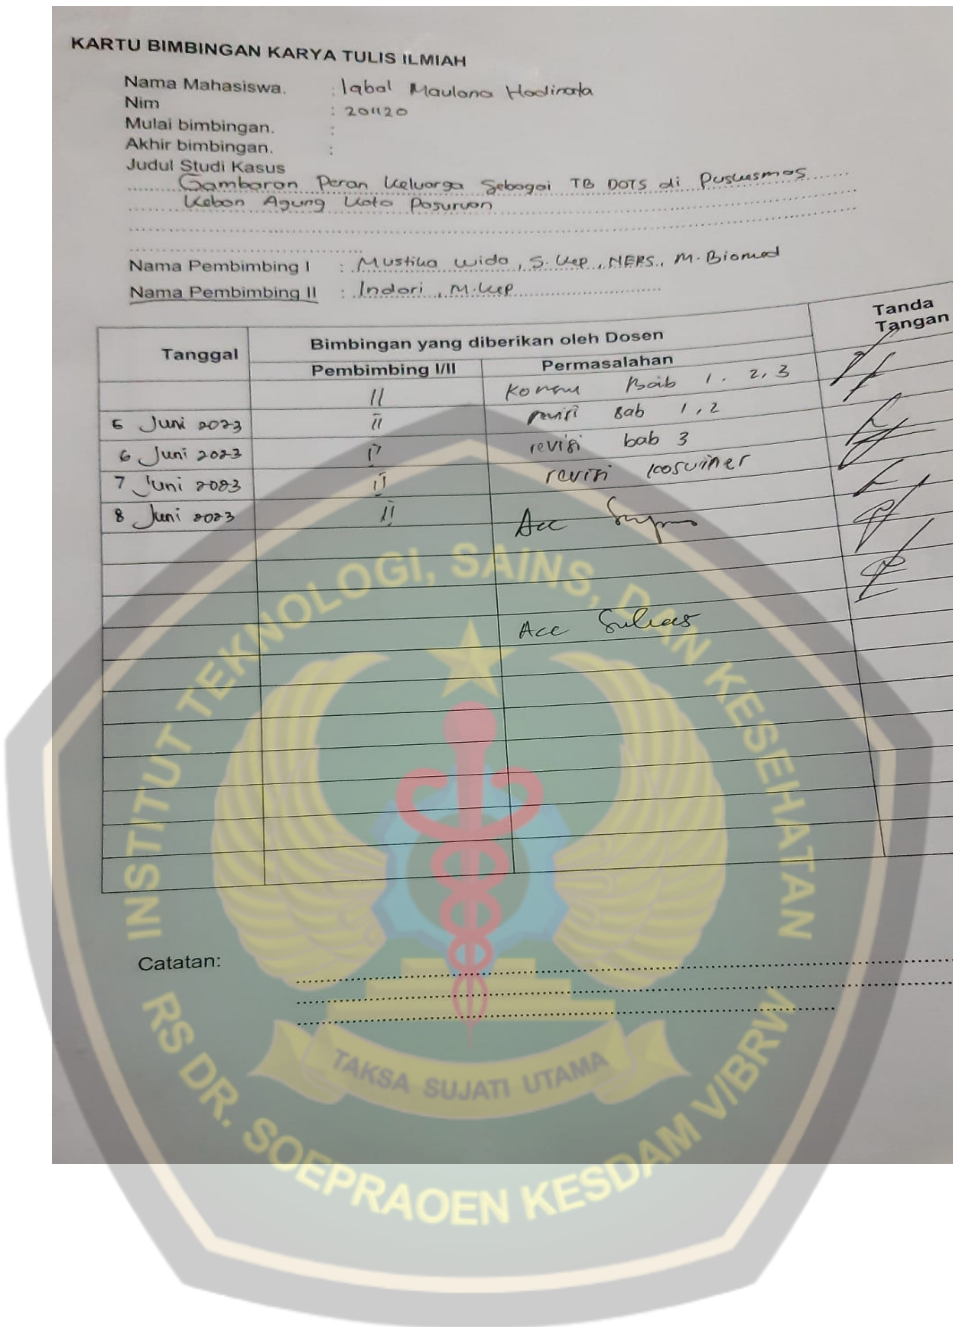 KARTU BIMBINGAN KARYA TULIS ILMIAH
Nama Mahasiswa. : Iqbal Maulana Hadinata
Nim : 201120
Mulai bimbingan. :
Akhir bimbingan. :
Judul Studi Kasus
Gambaran Peran Keluarga Sebagai TB DOTS di Puskesmas
Kebon Agung Kota Pasuruan
Nama Pembimbing I : Mustika Wida, S.Kep, NERS., M.Biomed
Nama Pembimbing II : Indari, M.Kep
Tanggal Bimbingan yang diberikan oleh Dosen Tanda Tangan
Pembimbing I/II Permasalahan
II Bab 1, 2, 3
5 Juni 2023 II revisi Bab 1,2
6 Juni 2023 II revisi bab 3
7 Juni 2023 II revisi
8 Juni 2023 II Acc
Acc
Catatan:
INSTITUT TEKNOLOGI, SAINS, DAN KESEHATAN
TAKSA SUJATI UTAMA
RS DR. SOEPRAOEN KESDAM V/BRW